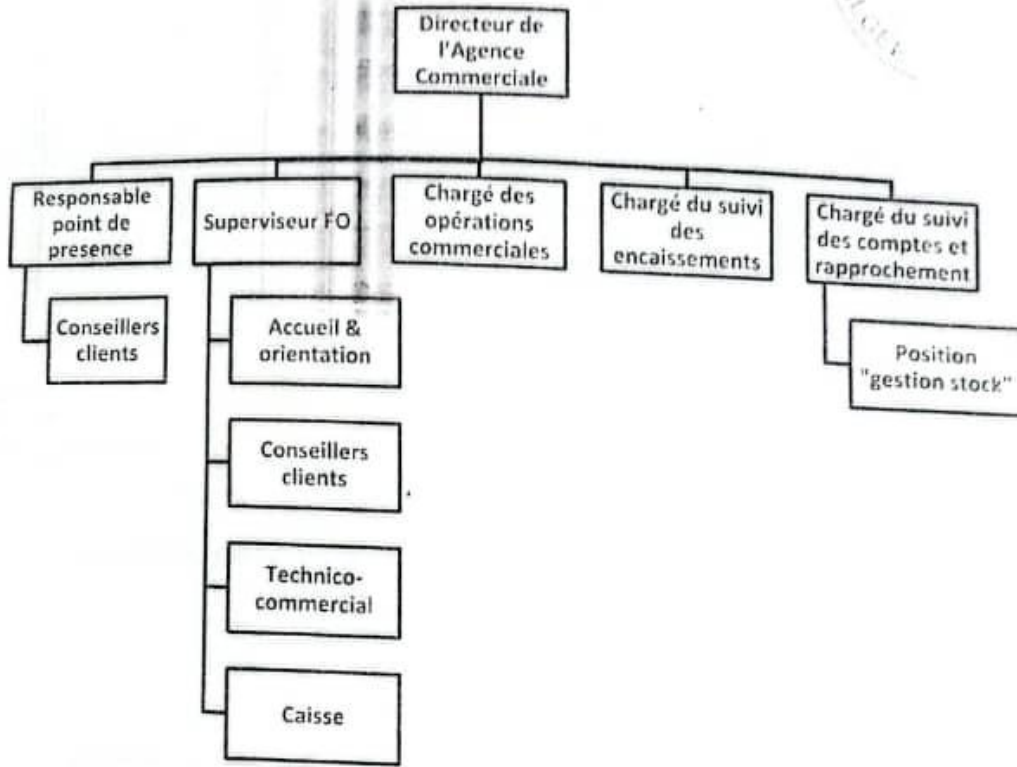 Directeur de
l'Agence
Commerciale
Responsable
point de
presence
Superviseur FO
Chargé des
opérations
commerciales
Chargé du suivi
des
encaissements
Chargé du suivi
des comptes et
rapprochement
Conseillers
clients
Accueil &
orientation
Conseillers
clients
Technico-
commercial
Caisse
Position
"gestion stock"